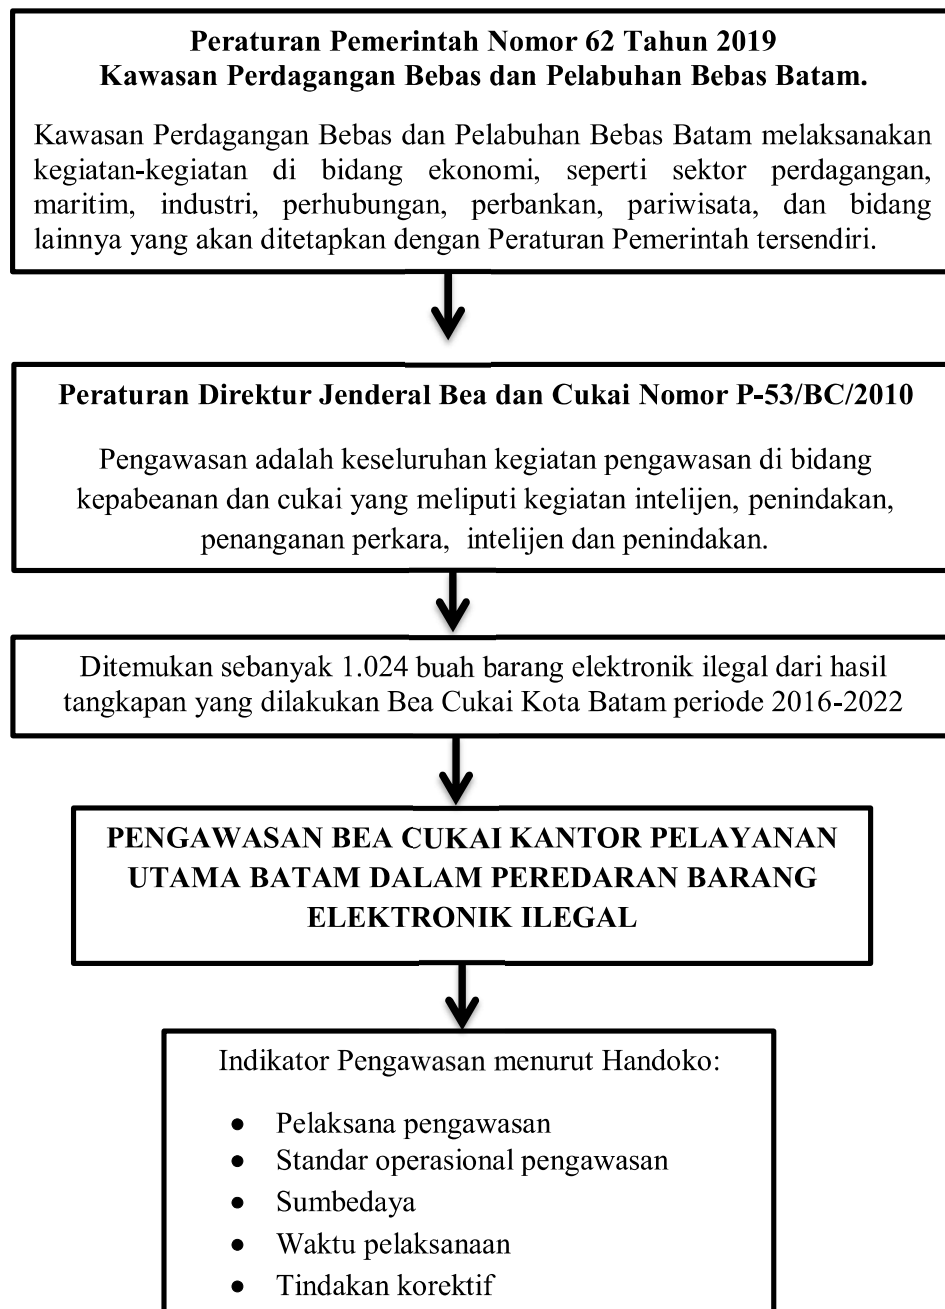 Peraturan Pemerintah Nomor 62 Tahun 2019
Kawasan Perdagangan Bebas dan Pelabuhan Bebas Batam.
Kawasan Perdagangan Bebas dan Pelabuhan Bebas Batam melaksanakan
kegiatan-kegiatan di bidang ekonomi, seperti sektor perdagangan,
maritim, industri, perhubungan, perbankan, pariwisata, dan bidang
lainnya yang akan ditetapkan dengan Peraturan Pemerintah tersendiri.
Peraturan Direktur Jenderal Bea dan Cukai Nomor P-53/BC/2010
Pengawasan adalah keseluruhan kegiatan pengawasan di bidang
kepabeanan dan cukai yang meliputi kegiatan intelijen, penindakan,
penanganan perkara, intelijen dan penindakan.
Ditemukan sebanyak 1.024 buah barang elektronik ilegal dari hasil
tangkapan yang dilakukan Bea Cukai Kota Batam periode 2016-2022
PENGAWASAN BEA CUKAI KANTOR PELAYANAN
UTAMA BATAM DALAM PEREDARAN BARANG
ELEKTRONIK ILEGAL
Indikator Pengawasan menurut Handoko:
• Pelaksana pengawasan
• Standar operasional pengawasan
• Sumbedaya
• Waktu pelaksanaan
• Tindakan korektif